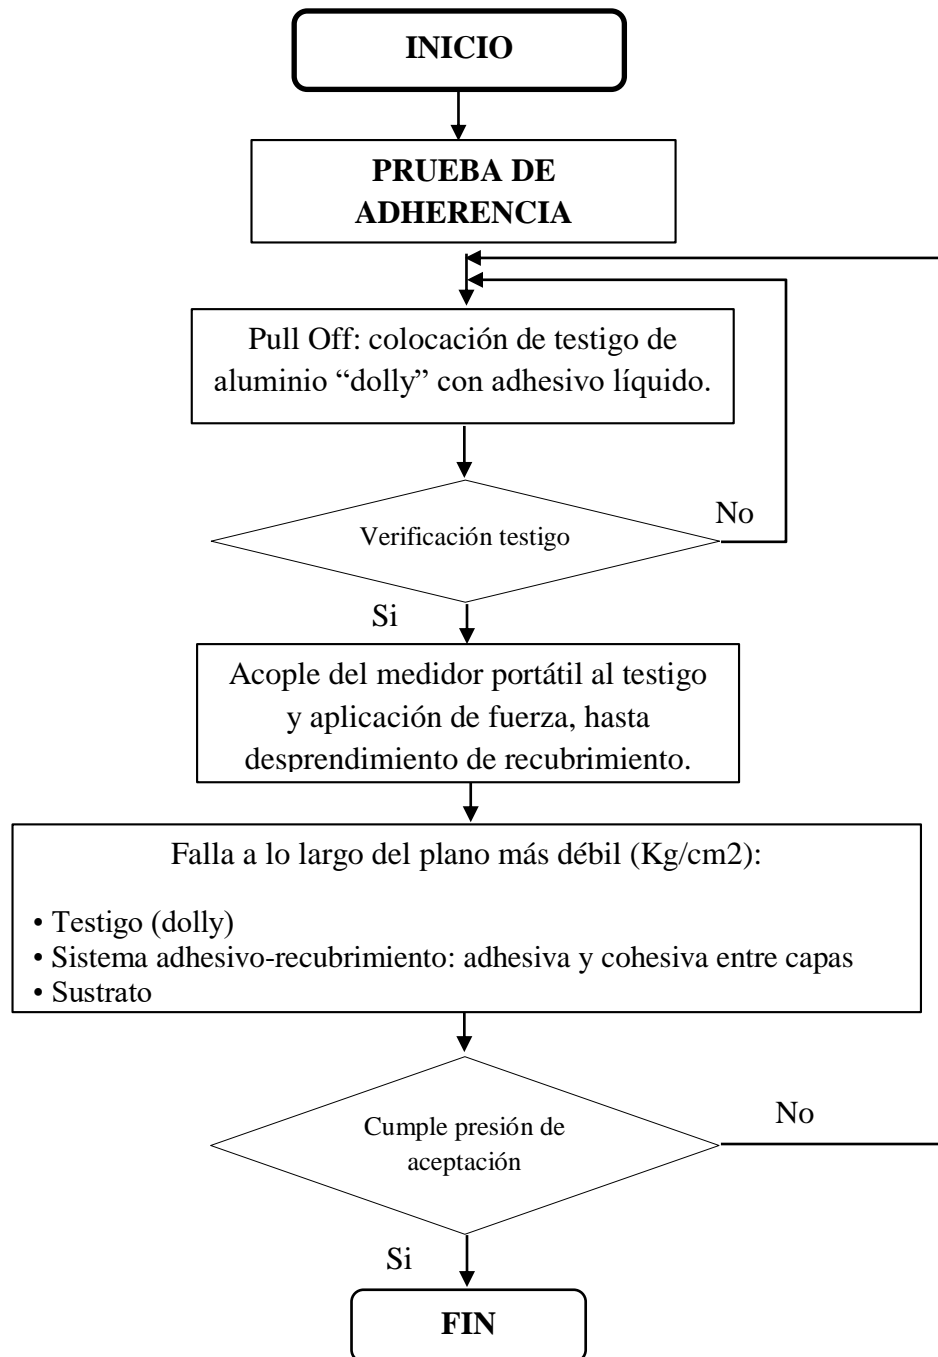 INICIO
PRUEBA DE
ADHERENCIA
Pull Off: colocación de testigo de
aluminio “dolly” con adhesivo líquido.
Verificación testigo
No
Si
Acople del medidor portátil al testigo
y aplicación de fuerza, hasta
desprendimiento de recubrimiento.
Falla a lo largo del plano más débil (Kg/cm2):
• Testigo (dolly)
• Sistema adhesivo-recubrimiento: adhesiva y cohesiva entre capas
• Sustrato
Cumple presión de
aceptación
No
Si
FIN